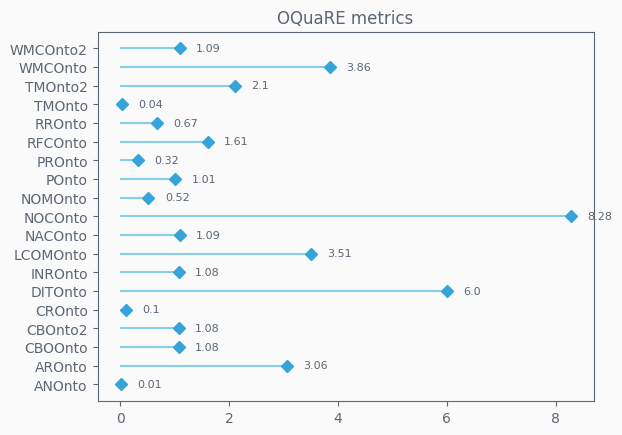 OQuaRE metrics
WMCOnto2 1.09
WMCOnto 3.86
TMOnto2 2.1
TMOnto 0.04
RROnto 0.67
RFCOnto 1.61
PROnto 0.32
POnto 1.01
NOMOnto 0.52
NOCOnto 8.28
NACOnto 1.09
LCOMOnto 3.51
INROnto 1.08
DITOnto 6.0
CROnto 0.1
CBOnto2 1.08
CBOOnto 1.08
AROnto 3.06
ANOnto 0.01
0 2 4 6 8